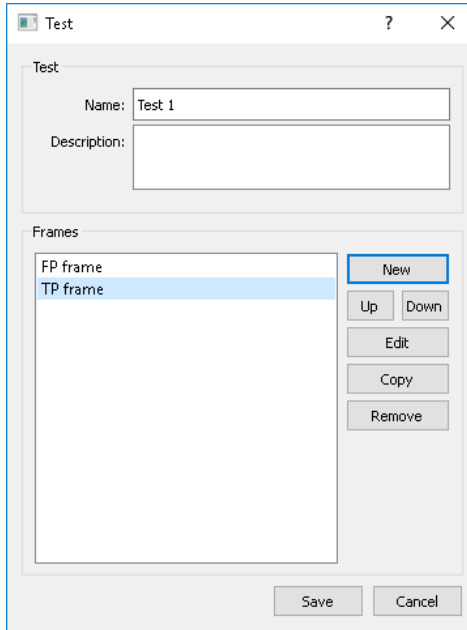 Test ?
Test
Name: Test 1
Description:
Frames
FP frame
TP frame
New
Up Down
Edit
Copy
Remove
Save Cancel